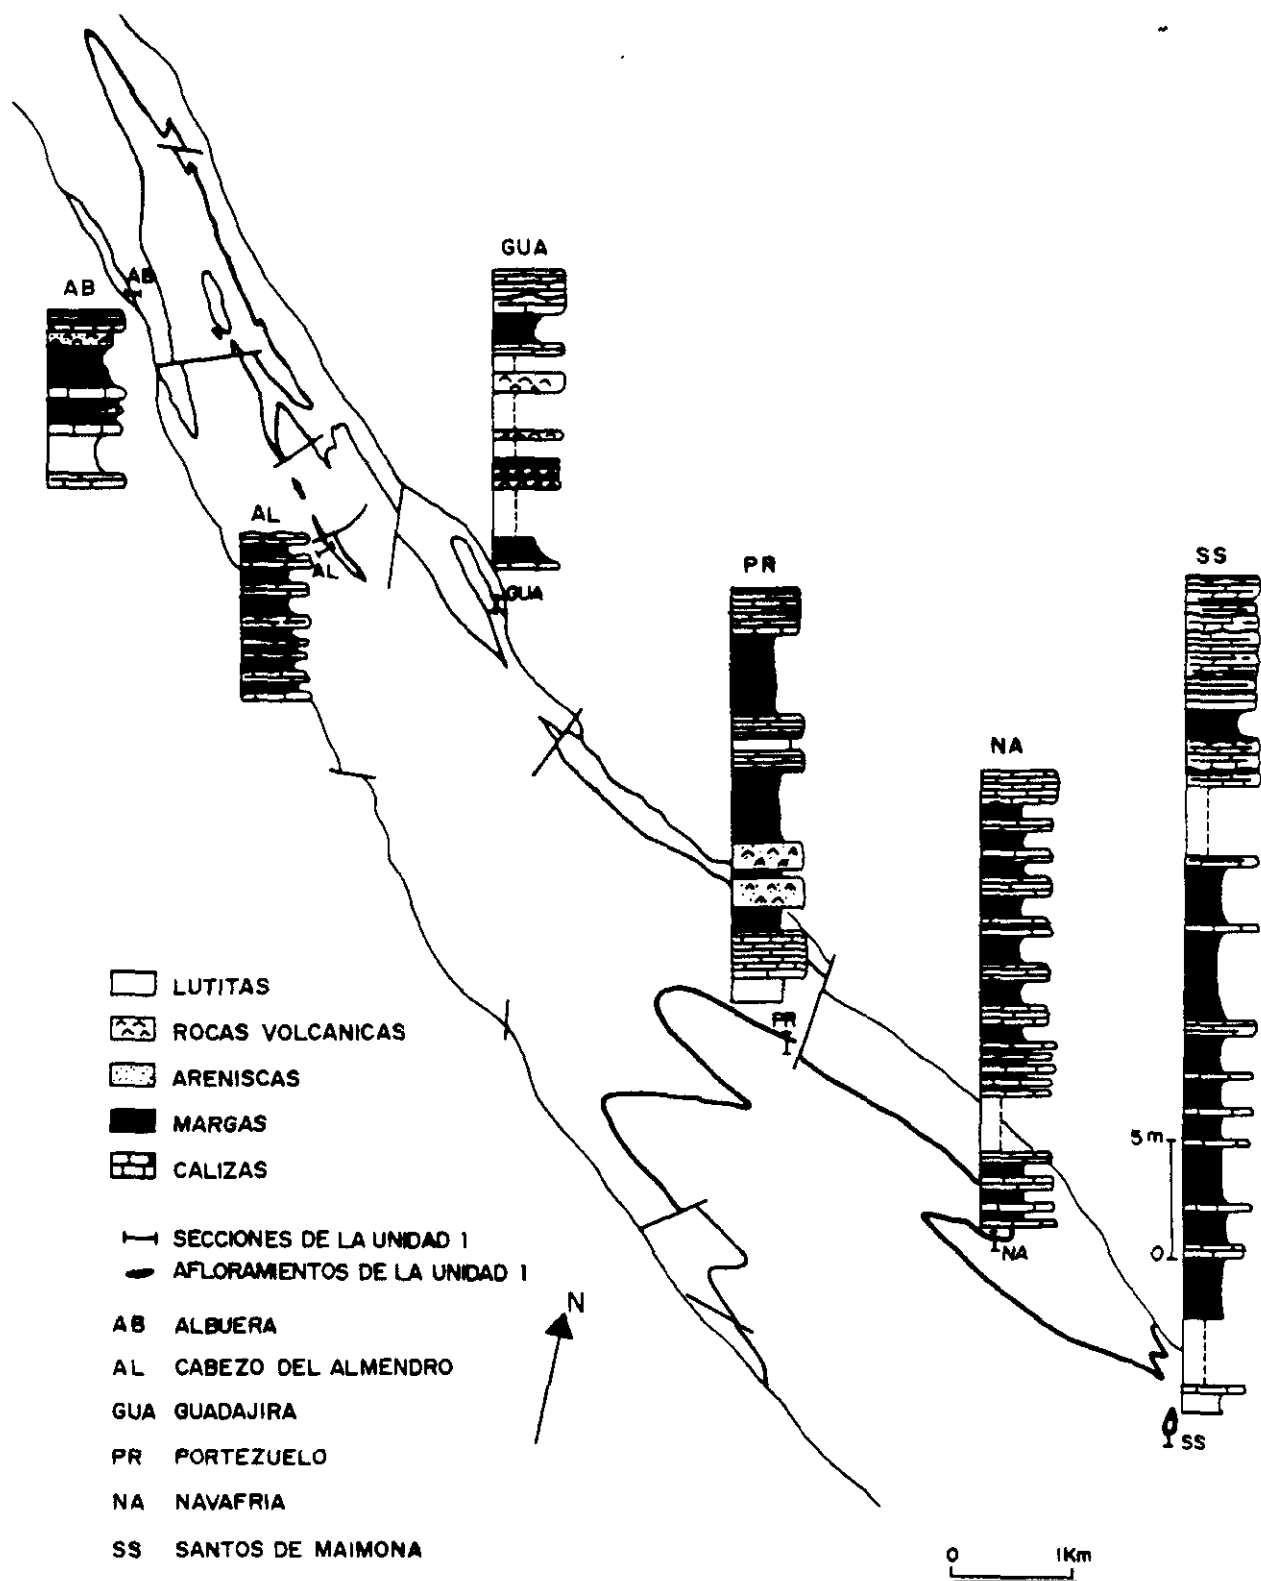 GUA
AB
AB
AL
AL
GUA
PR
SS
NA
LUTITAS
ROCAS VOLCANICAS
ARENISCAS
MARGAS
CALIZAS
PR
5m
0
NA
SECCIONES DE LA UNIDAD 1
AFLORAMIENTOS DE LA UNIDAD 1
N
AB ALBUERA
AL CABEZO DEL ALMENDRO
GUA GUADAJIRA
PR PORTEZUELO
NA NAVAFRIA
SS SANTOS DE MAIMONA
SS
0 1Km